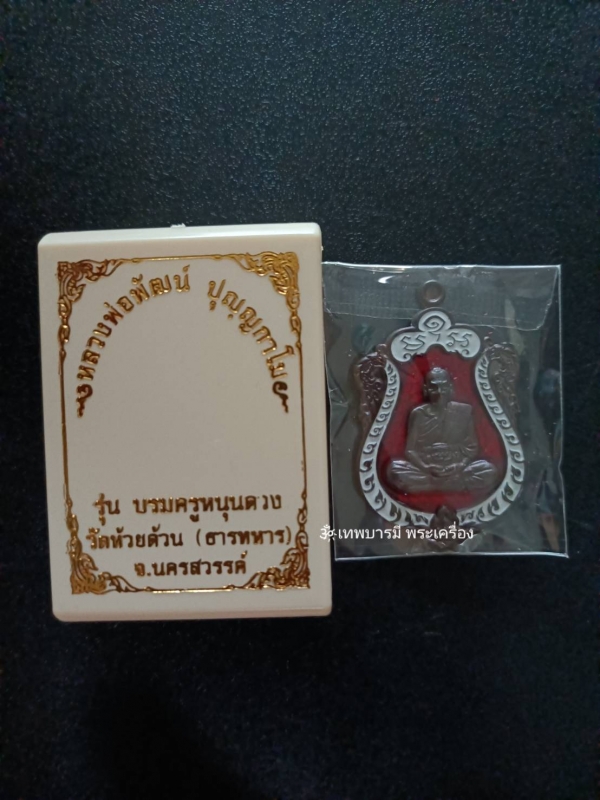 หลวงพ่อพัฒน์ ปุญฺญกาโม
รุ่น บรมครูหนุนดวง
วัดห้วยด้วน (ธารทหาร)
จ.นครสวรรค์
เทพบารมี พระเครื่อง